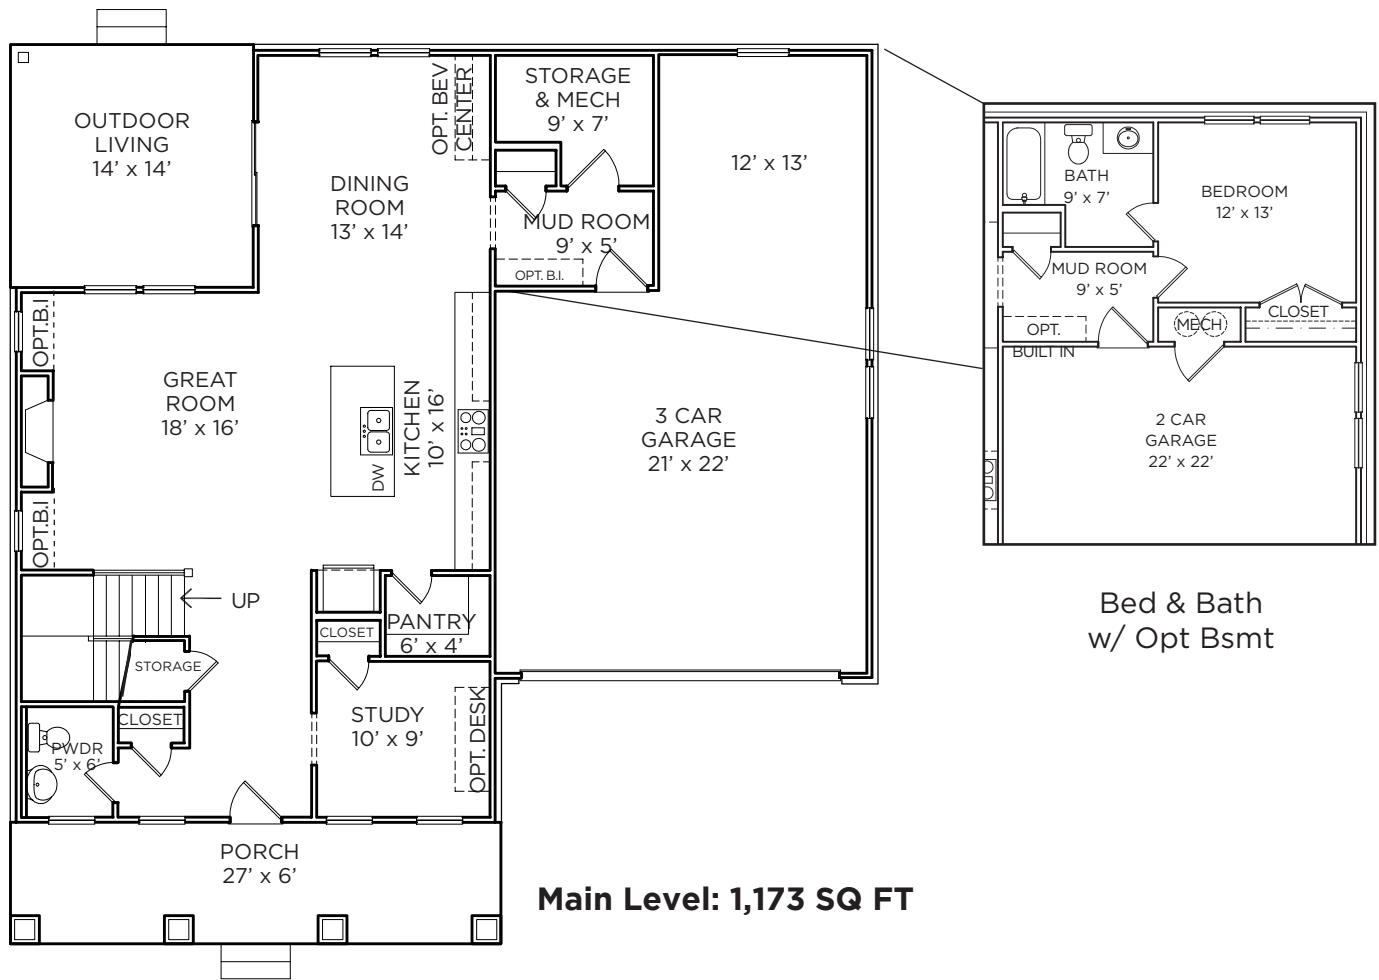 OUTDOOR
LIVING
14’ x 14’
DINING
ROOM
13’ x 14’
OPT. BEV
CENTER
STORAGE
& MECH
9’ x 7’
12’ x 13’
MUD ROOM
9’ x 5’
OPT. B.I.
OPT.B.I
GREAT
ROOM
18’ x 16’
KITCHEN
10’ x 16’
DW
3 CAR
GARAGE
21’ x 22’
OPT.B.I
UP
STORAGE
CLOSET
PWDR
5’ x 6’
CLOSET
PANTRY
6’ x 4’
STUDY
10’ x 9’
OPT. DESK
PORCH
27’ x 6’
Main Level: 1,173 SQ FT
BATH
9’ x 7’
BEDROOM
12’ x 13’
MUD ROOM
9’ x 5’
OPT.
BUILT IN
MECH
CLOSET
2 CAR
GARAGE
22’ x 22’
Bed & Bath
w/ Opt Bsmt